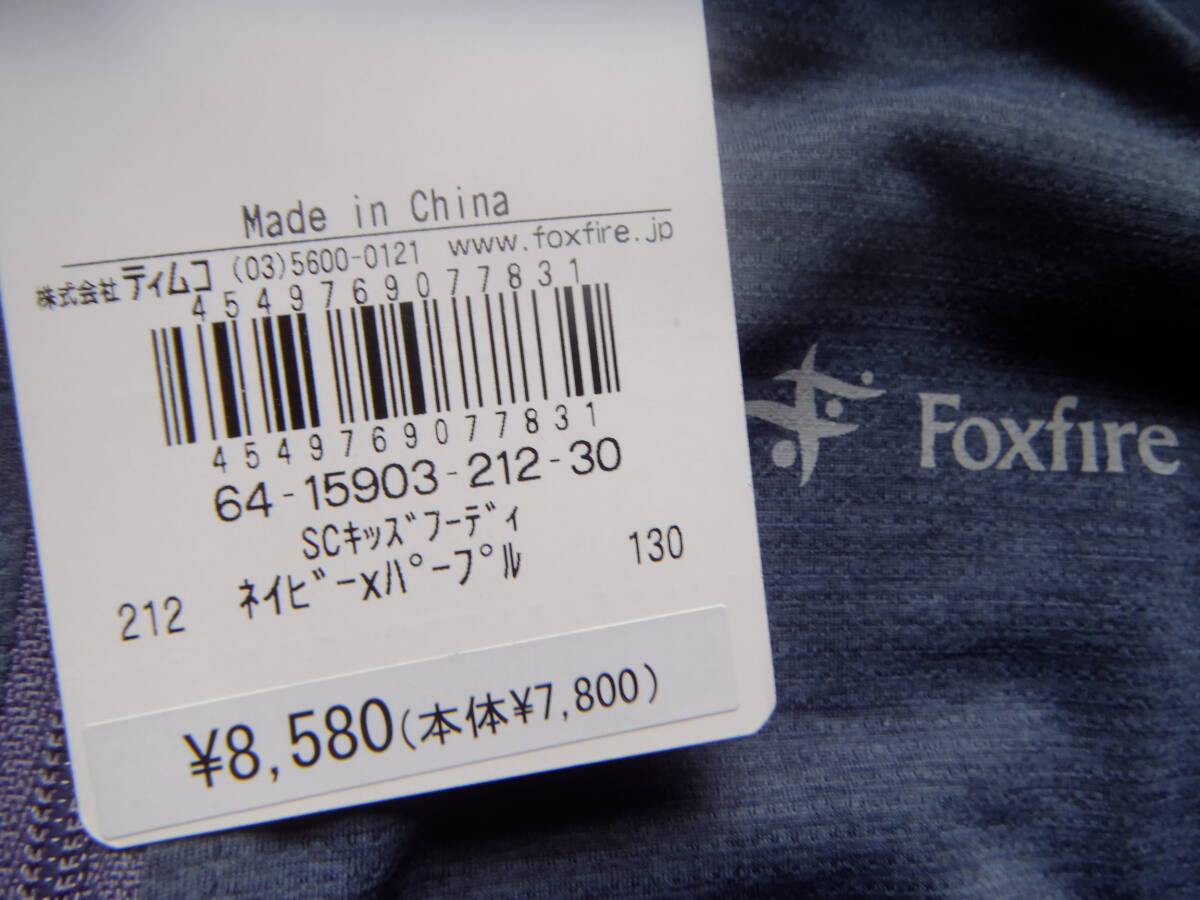 Made in China
株式会社ティムコ (03)5600-0121 www.foxfire.jp
4549769077831
4549769077831
64-15903-212-30
SCｷｯｽﾞﾌｰﾃﾞｨ
212 ﾈｲﾋﾞｰxﾊﾟｰﾌﾟﾙ 130
¥8,580(本体¥7,800)
Foxfire